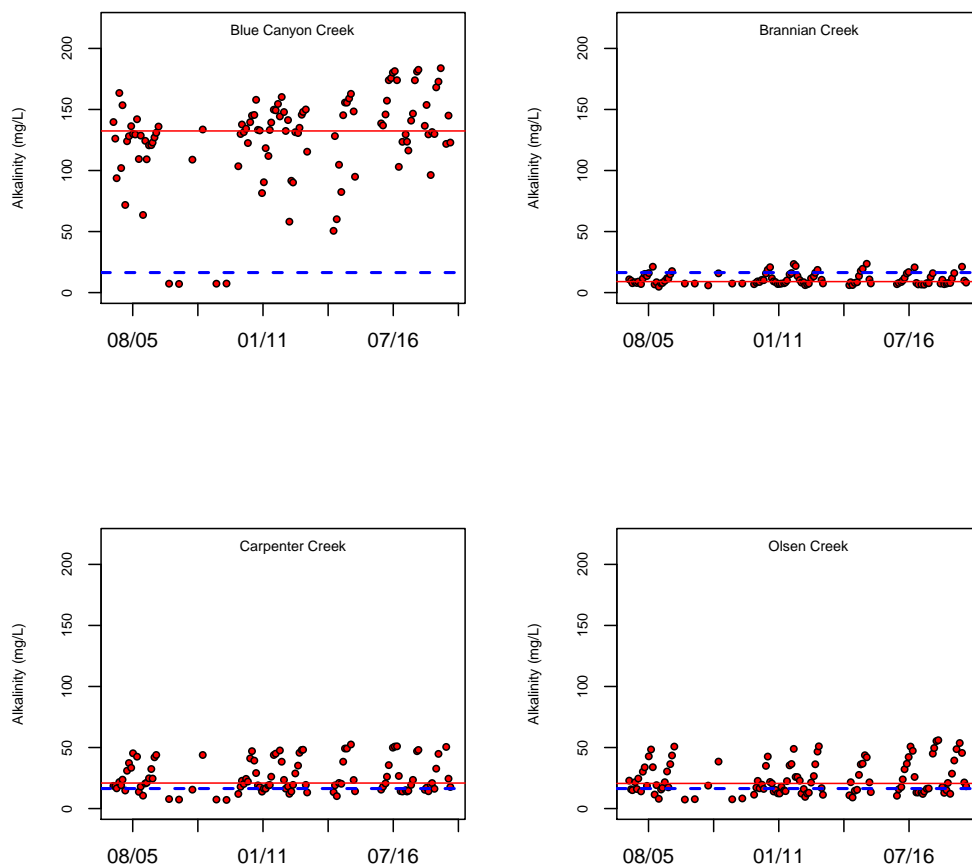 Blue Canyon Creek
Alkalinity (mg/L)
200
150
100
50
0
08/05 01/11 07/16
Brannian Creek
Alkalinity (mg/L)
200
150
100
50
0
08/05 01/11 07/16
Carpenter Creek
Alkalinity (mg/L)
200
150
100
50
0
08/05 01/11 07/16
Olsen Creek
Alkalinity (mg/L)
200
150
100
50
0
08/05 01/11 07/16